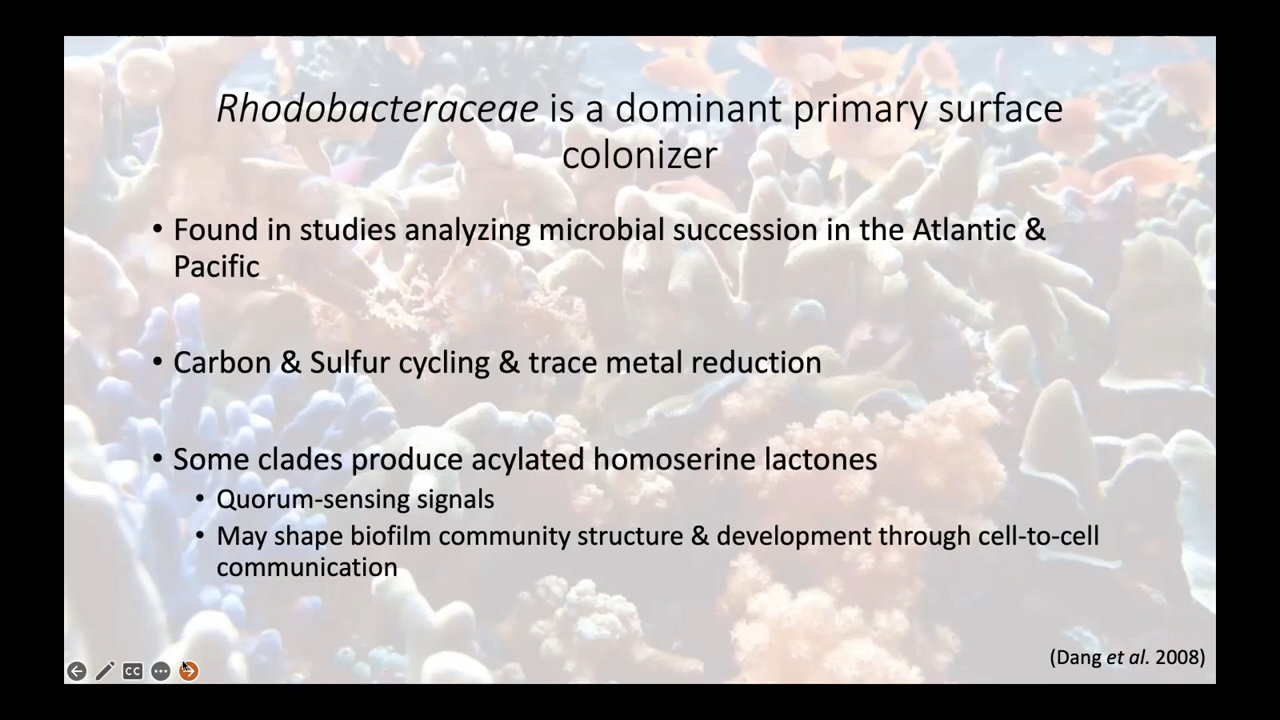 Rhodobacteraceae is a dominant primary surface
colonizer
• Found in studies analyzing microbial succession in the Atlantic &
Pacific
• Carbon & Sulfur cycling & trace metal reduction
• Some clades produce acylated homoserine lactones
• Quorum-sensing signals
• May shape biofilm community structure & development through cell-to-cell
communication
(Dang et al. 2008)
CC